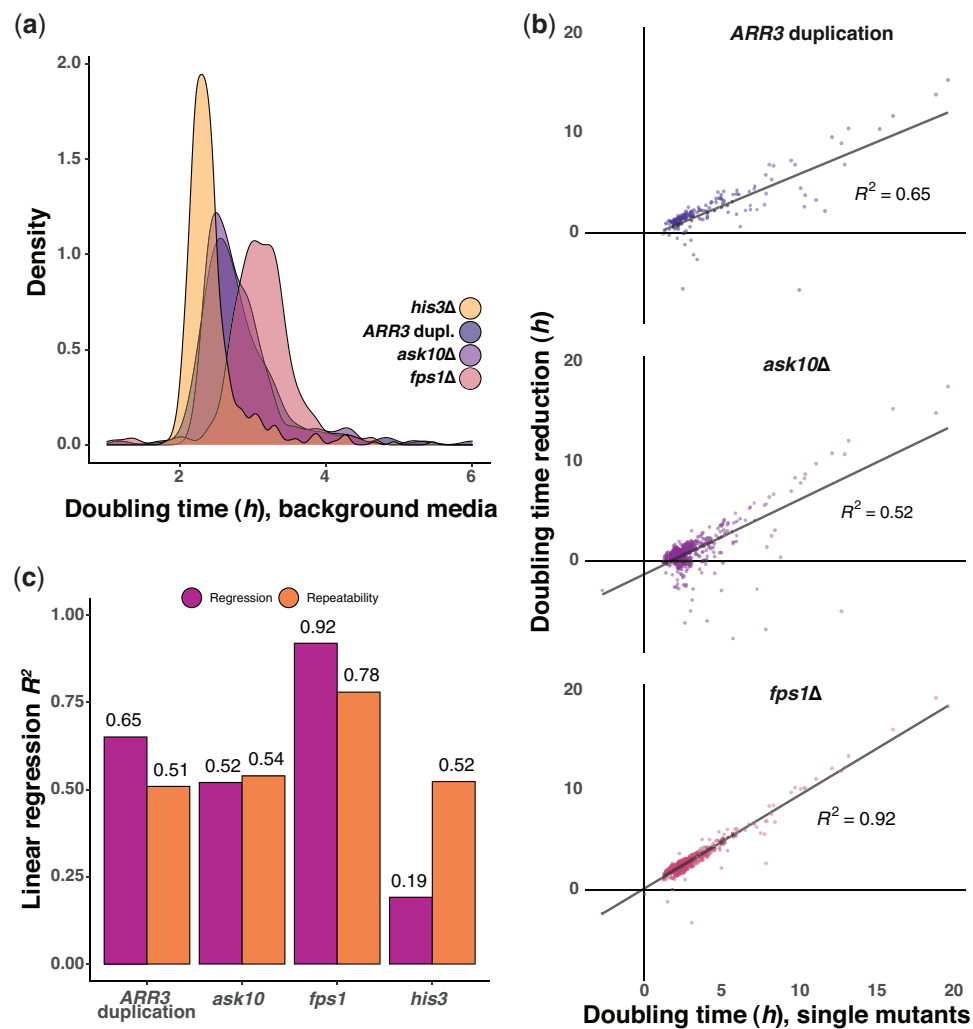 (a)
2.0
1.5
1.0
0.5
0.0
Density
his3Δ
ARR3 dupl.
ask10Δ
fps1Δ
2
4
6
Doubling time (h), background media
(b)
20
10
0
ARR3 duplication
R² = 0.65
20
10
0
ask10Δ
R² = 0.52
20
10
0
fps1Δ
R² = 0.92
0
5
10
15
20
Doubling time reduction (h)
Doubling time (h), single mutants
(c)
Regression
Repeatability
1.00
0.75
0.50
0.25
0.00
Linear regression R²
0.65
0.51
0.52
0.54
0.92
0.78
0.19
0.52
ARR3
duplication
ask10
fps1
his3